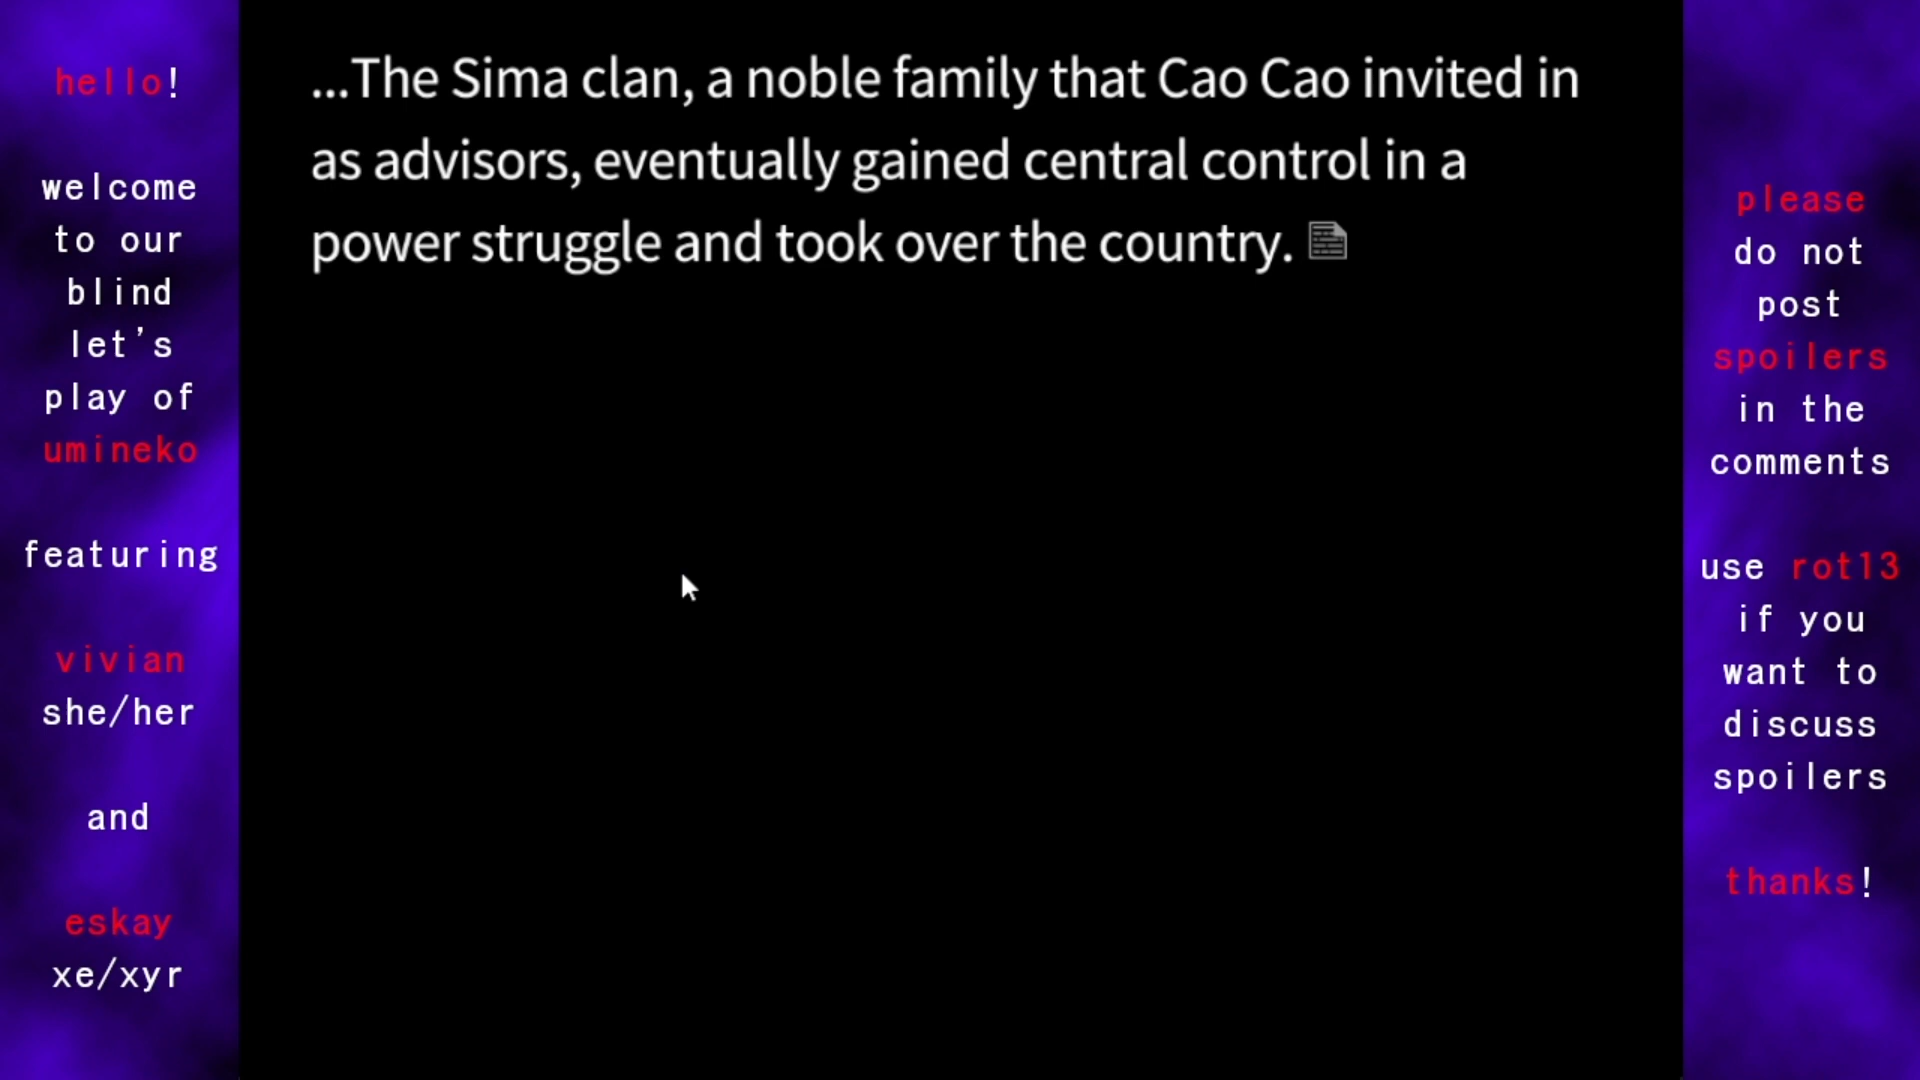 hello!
welcome
to our
blind
let's
play of
umineko
featuring
vivian
she/her
and
eskay
xe/xyr
...The Sima clan, a noble family that Cao Cao invited in
as advisors, eventually gained central control in a
power struggle and took over the country.
please
do not
post
spoilers
in the
comments
use rot13
if you
want to
discuss
spoilers
thanks!